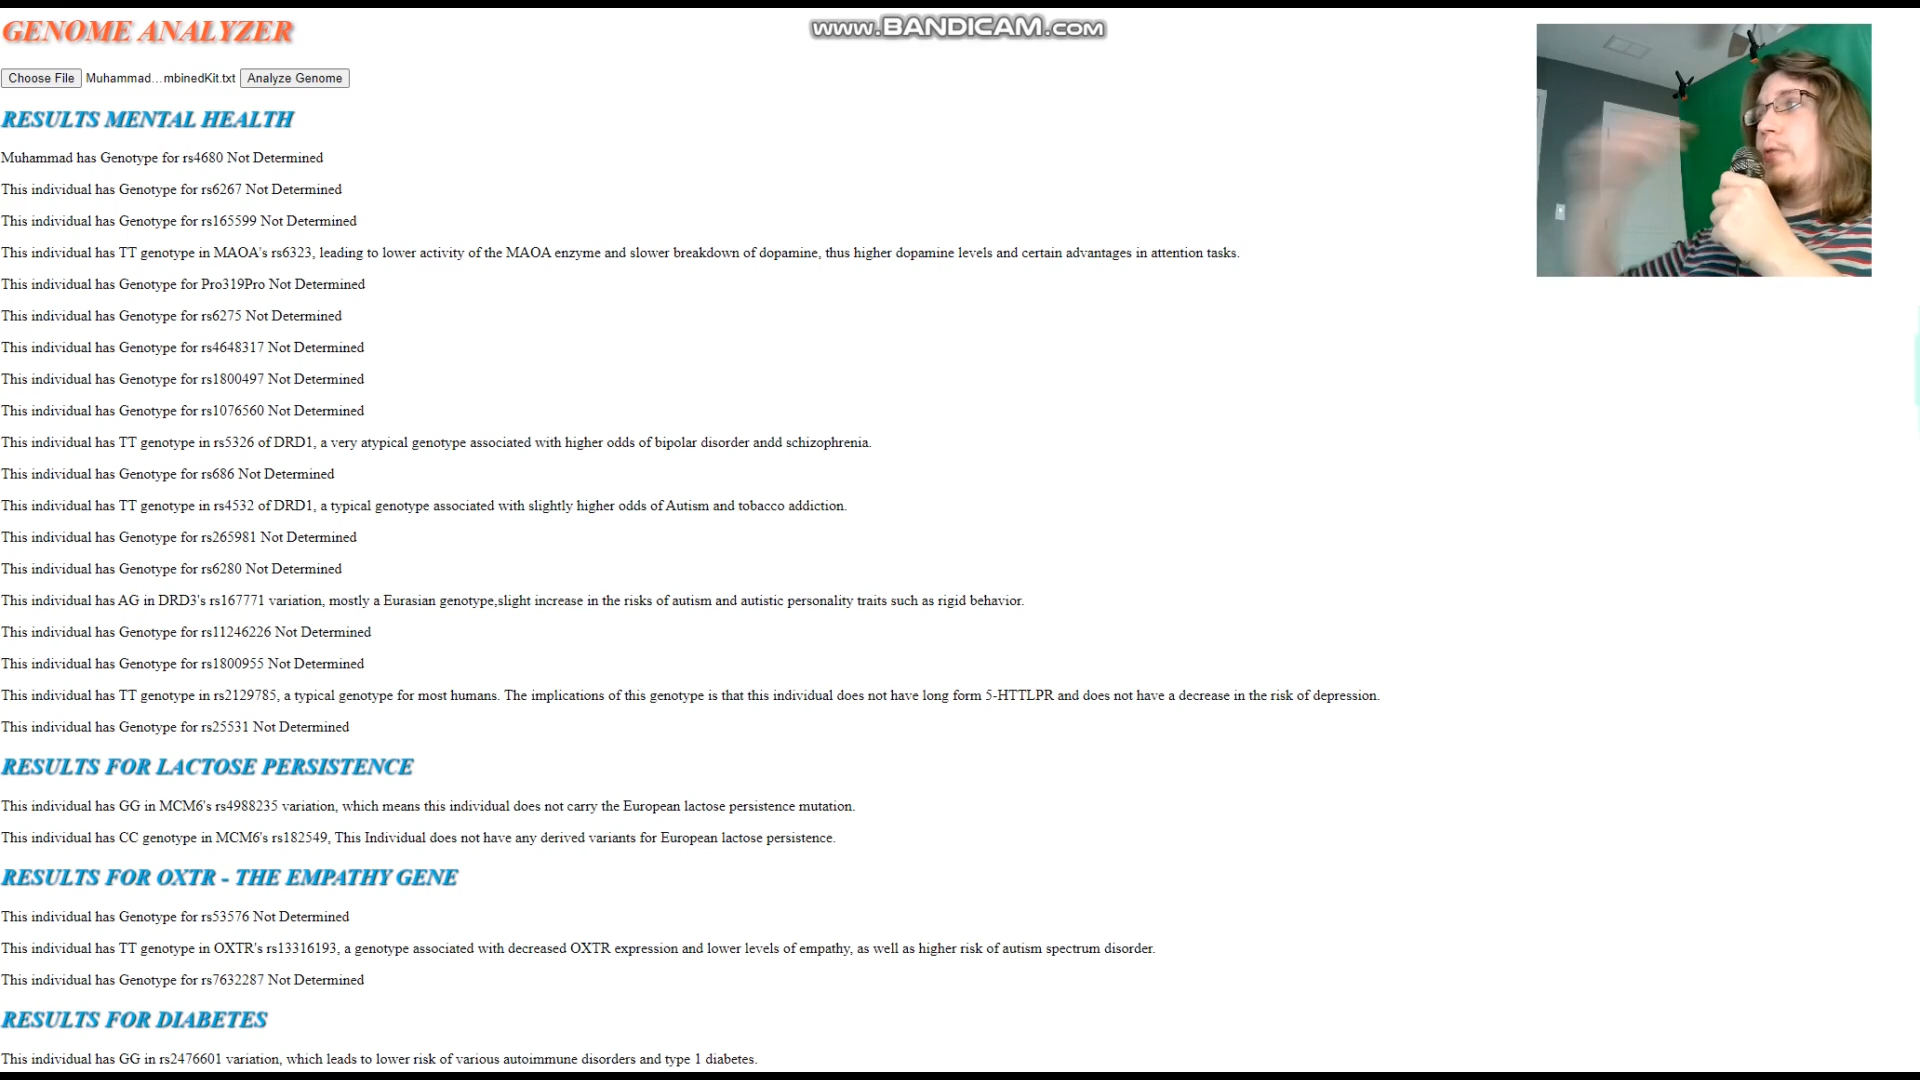 www.BANDICAM.com
GENOME ANALYZER
Choose File Muhammad...mbinedKit.txt Analyze Genome
RESULTS MENTAL HEALTH
Muhammad has Genotype for rs4680 Not Determined
This individual has Genotype for rs6267 Not Determined
This individual has Genotype for rs165599 Not Determined
This individual has TT genotype in MAOA's rs6323, leading to lower activity of the MAOA enzyme and slower breakdown of dopamine, thus higher dopamine levels and certain advantages in attention tasks.
This individual has Genotype for Pro319Pro Not Determined
This individual has Genotype for rs6275 Not Determined
This individual has Genotype for rs4648317 Not Determined
This individual has Genotype for rs1800497 Not Determined
This individual has Genotype for rs1076560 Not Determined
This individual has TT genotype in rs5326 of DRD1, a very atypical genotype associated with higher odds of bipolar disorder andd schizophrenia.
This individual has Genotype for rs686 Not Determined
This individual has TT genotype in rs4532 of DRD1, a typical genotype associated with slightly higher odds of Autism and tobacco addiction.
This individual has Genotype for rs265981 Not Determined
This individual has Genotype for rs6280 Not Determined
This individual has AG in DRD3's rs167771 variation, mostly a Eurasian genotype,slight increase in the risks of autism and autistic personality traits such as rigid behavior.
This individual has Genotype for rs11246226 Not Determined
This individual has Genotype for rs1800955 Not Determined
This individual has TT genotype in rs2129785, a typical genotype for most humans. The implications of this genotype is that this individual does not have long form 5-HTTLPR and does not have a decrease in the risk of depression.
This individual has Genotype for rs25531 Not Determined
RESULTS FOR LACTOSE PERSISTENCE
This individual has GG in MCM6's rs4988235 variation, which means this individual does not carry the European lactose persistence mutation.
This individual has CC genotype in MCM6's rs182549, This Individual does not have any derived variants for European lactose persistence.
RESULTS FOR OXTR - THE EMPATHY GENE
This individual has Genotype for rs53576 Not Determined
This individual has TT genotype in OXTR's rs13316193, a genotype associated with decreased OXTR expression and lower levels of empathy, as well as higher risk of autism spectrum disorder.
This individual has Genotype for rs7632287 Not Determined
RESULTS FOR DIABETES
This individual has GG in rs2476601 variation, which leads to lower risk of various autoimmune disorders and type 1 diabetes.